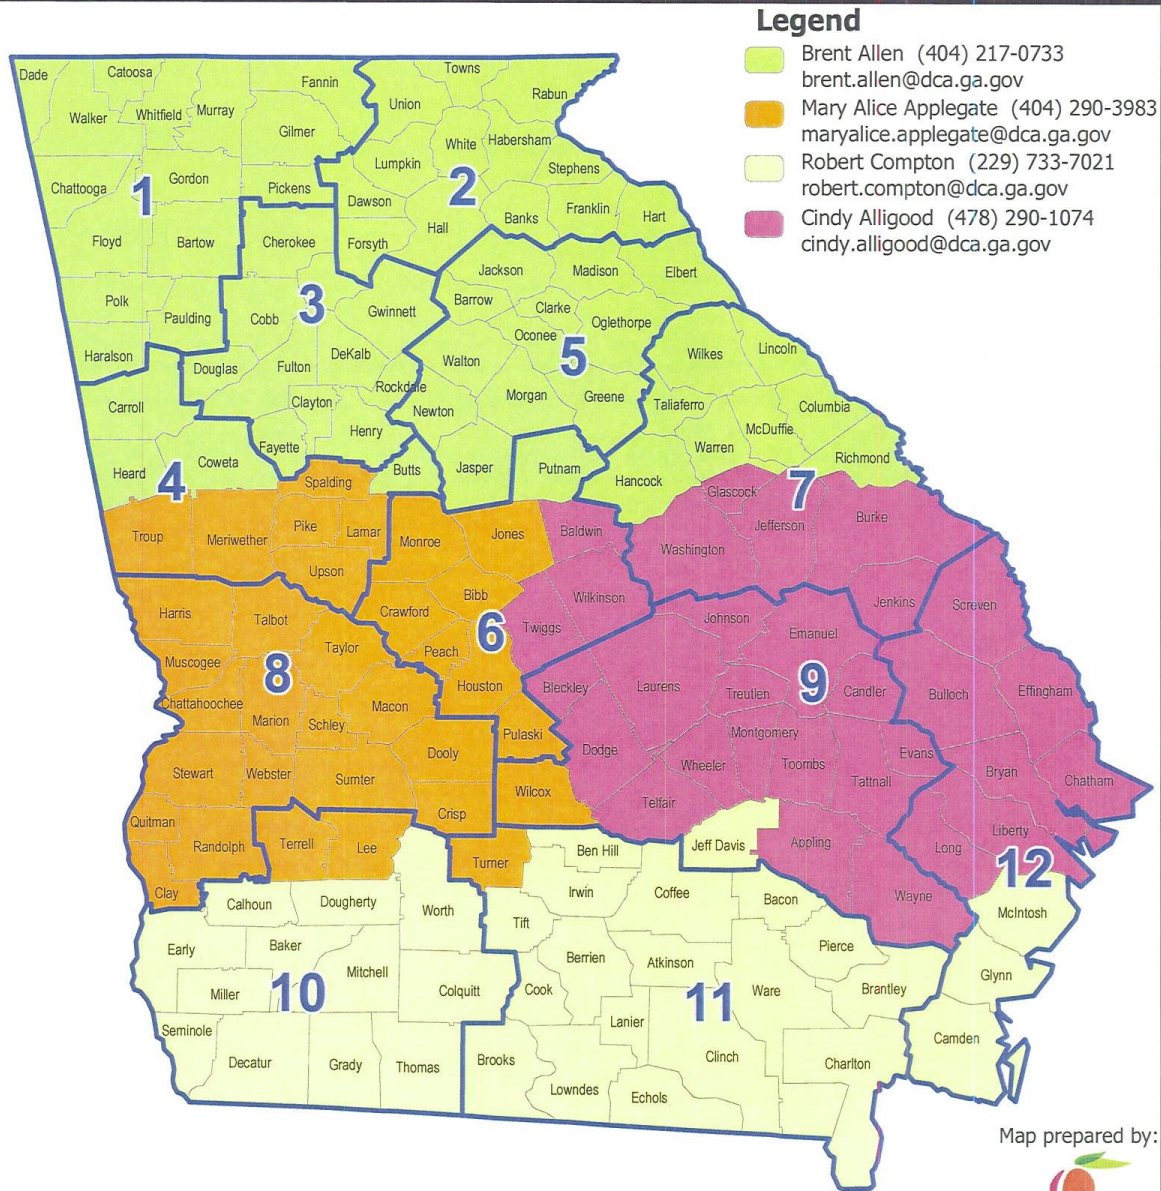 Legend
Brent Allen (404) 217-0733
brent.allen@dca.ga.gov
Mary Alice Applegate (404) 290-3983
maryalice.applegate@dca.ga.gov
Robert Compton (229) 733-7021
robert.compton@dca.ga.gov
Cindy Alligood (478) 290-1074
cindy.alligood@dca.ga.gov
Dade
Catoosa
Fannin
Towns
Rabun
Walker
Whitfield
Murray
Union
Gilmer
White
Habersham
Lumpkin
Stephens
Chattooga
1
Gordon
Pickens
2
Dawson
Banks
Franklin
Hart
Floyd
Bartow
Cherokee
Forsyth
Hall
Jackson
Madison
Elbert
Polk
Paulding
Cobb
3
Gwinnett
Barrow
Clarke
Oglethorpe
Oconee
Haralson
Douglas
Fulton
DeKalb
Walton
5
Wilkes
Lincoln
Rockdale
Carroll
Clayton
Newton
Morgan
Greene
Taliaferro
Columbia
Henry
McDuffie
Fayette
Warren
Heard
Coweta
Butts
Jasper
Putnam
Richmond
4
Spalding
Hancock
Glascock
7
Troup
Meriwether
Pike
Lamar
Monroe
Jones
Baldwin
Jefferson
Burke
Washington
Upson
Harris
Talbot
Crawford
Bibb
Wilkinson
Jenkins
Screven
Johnson
Taylor
6
Twiggs
Emanuel
Muscogee
8
Peach
Chattahoochee
Macon
Houston
Bleckley
Laurens
Treutlen
9
Candler
Bulloch
Effingham
Marion
Schley
Pulaski
Montgomery
Dooly
Dodge
Evans
Stewart
Webster
Sumter
Wheeler
Toombs
Tattnall
Bryan
Chatham
Wilcox
Telfair
Quitman
Crisp
Liberty
Randolph
Terrell
Lee
Turner
Ben Hill
Jeff Davis
Appling
Long
12
Clay
Calhoun
Dougherty
Worth
Irwin
Coffee
Bacon
Wayne
McIntosh
Tift
Early
Baker
Berrien
Atkinson
Pierce
Mitchell
Miller
10
Colquitt
Cook
11
Ware
Brantley
Glynn
Seminole
Lanier
Camden
Decatur
Grady
Thomas
Brooks
Clinch
Charlton
Lowndes
Echols
Map prepared by: